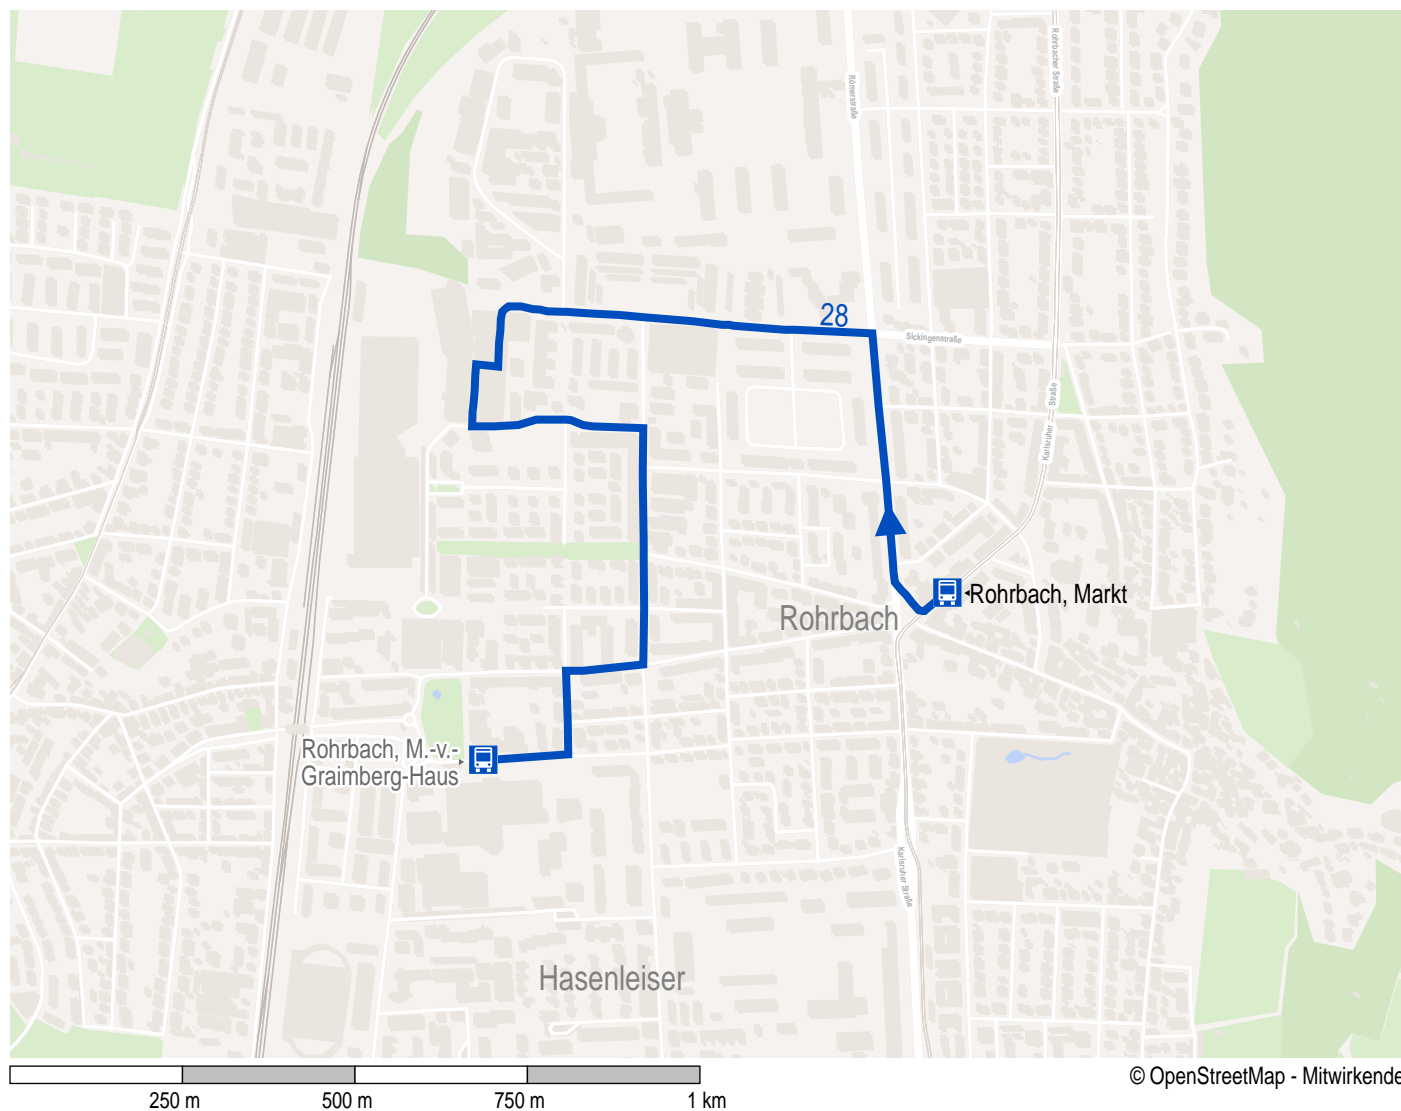 Rohrbacher Straße
Römerstraße
28
Sickingenstraße
Karlsruher Straße
Rohrbach, Markt
Rohrbach
Rohrbach, M.-v.-
Graimberg-Haus
Karlsruher Straße
Hasenleiser
250 m 500 m 750 m 1 km
© OpenStreetMap - Mitwirkende